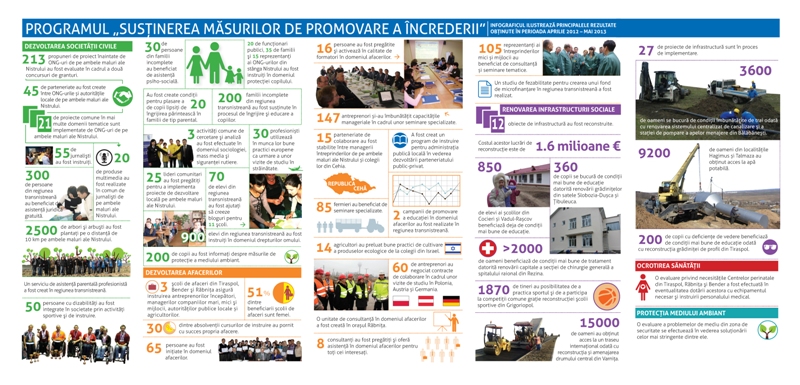 PROGRAMUL „SUSȚINEREA MĂSURILOR DE PROMOVARE A ÎNCREDERII"
INFOGRAFICUL ILUSTREAZĂ PRINCIPALELE REZULTATE
OBȚINUTE ÎN PERIOADA APRILIE 2012 – MAI 2013
DEZVOLTAREA SOCIETĂȚII CIVILE
213 propuneri de proiect înaintate
de ONG-uri de pe ambele maluri ale
Nistrului au fost evaluate în cadrul a două
concursuri de granturi.
45 de parteneriate au fost create
între ONG-urile și autoritățile
locale de pe ambele maluri ale
Nistrului.
21 de proiecte comune în mai
multe domenii tematice sunt
implementate de ONG-uri de pe
ambele maluri ale Nistrului.
55 de
jurnaliști au
fost instruiți.
20
de produse
multimedia au
fost realizate
în comun de
jurnaliști de pe
ambele maluri
ale Nistrului.
300
de persoane
din regiunea
transnistreană
au beneficiat de
asistență juridică
gratuită.
2500 de arbori și arbuști au fost
plantați pe o distanță de
10 km pe ambele maluri ale
Nistrului.
Un serviciu de asistență parentală profesionistă
a fost creat în regiunea transnistreană.
50 de persoane cu dizabilități au fost
integrate în societate prin activități
sportive și de instruire.
30 de
persoane
din familii
incomplete
au beneficiat
de asistență
psiho-socială.
20 de funcționari
publici, 35 de familii
și 15 reprezentanți
ai ONG-urilor din
stânga Nistrului au
fost instruiți în domeniul
protecției copilului.
Au fost create condiții
pentru plasare a
de copii lipsiți de 20
îngrijirea părintească
în familii de tip parental.
200 familii incomplete
din regiunea
transnistreană au fost susținute în
procesul de îngrijire și educare a
copiilor.
3 activități comune de
cercetare și analiză
au fost efectuate în
domeniul sociologiei,
mass media și
siguranței rutiere.
30 profesioniști
utilizează
în munca lor bune
practici europene
ca urmare a unor
vizite de studiu în
străinătate.
25 lideri comunitari
au fost pregătiți
pentru a implementa
proiecte de dezvoltare
locală pe ambele maluri
ale Nistrului.
70 de elevi din
regiunea
transnistreană
au fost ajutați
să creeze
bloguri pentru
11 școli.
900 elevi din regiunea transnistreană au fost
instruiți în domeniul drepturilor omului.
200 de copii au fost informați despre măsurile de
protecție a mediului ambiant.
DEZVOLTAREA AFACERILOR
3 școli de afaceri din Tiraspol,
Bender și Râbnița asigură
instruirea antreprenorilor începători,
managerilor companiilor mari, mici și
mijlocii, autorităților publice locale și
agricultorilor.
51% dintre
beneficiarii școlii de
afaceri sunt femei.
30% dintre absolvenții cursurilor de instruire au pornit
cu succes propria afacere.
65 persoane au fost
inițiate în domeniul
afacerilor.
16 persoane au fost pregătite și
activează în calitate de
formatori în domeniul afacerilor.
147 antreprenori și-au îmbunătățit capacitățile
manageriale în cadrul unor seminare specializate.
15 parteneriate de
colaborare au fost
stabilite între managerii
întreprinderilor de pe ambele
maluri ale Nistrului și colegii
lor din Cehia.
A fost creat un
program de instruire
pentru administrația
publică locală în vederea
dezvoltării parteneriatului
public-privat.
REPUBLICA
CEHĂ
85 fermieri au beneficiat de
seminare specializate.
2 campanii de promovare
a educației în domeniul
afacerilor au fost realizate în
regiunea transnistreană.
14 agricultori au preluat bune practici de cultivare
a produselor ecologice de la colegii din Israel.
60 de antreprenori au
negociat contracte
de colaborare în cadrul unor
vizite de studiu în Polonia,
Austria și Germania.
O unitate de consultanță în domeniul afacerilor
a fost creată în orașul Râbnița.
8 consultanți au fost pregătiți și oferă
asistență în domeniul afacerilor pentru
toți cei interesați.
105 reprezentanți ai
întreprinderilor
mici și mijlocii au
beneficiat de consultanță
și seminare tematice.
Un studiu de fezabilitate pentru crearea unui fond
de microfinanțare în regiunea transnistreană a fost
realizat.
RENOVAREA INFRASTRUCTURII SOCIALE
12 obiecte de infrastructură au fost reconstruite.
Costul acestor lucrări
de reconstrucție este de 1.6 milioane €
850
de elevi ai școlilor din
Cocieri și Valul-Rașcov
beneficiază deja de condiții
mai bune de educație.
360
de copii se bucură de condiții
mai bune de educație
datorită renovării grădinițelor
din satele Slobozia-Dușca și
Țîbuleuca.
>2000
de oameni beneficiază de condiții mai bune de tratament
datorită renovării capitale a secției de chirurgie generală a
spitalului raional din Rezina.
1870 de tineri au posibilitatea de a
practica sportul și de a participa
la competiții comune grație reconstrucției școlii
sportive din Grigoriopol.
15000
de oameni au obținut
acces la un traseu
internațional odată cu
reconstrucția și amenajarea
drumului central din Varnița.
27 de proiecte de infrastructură sunt în proces
de implementare.
3600
de oameni se bucură de condiții îmbunătățite de trai odată
cu renovarea sistemului centralizat de canalizare și a
stației de pompare a apelor menajere din Bălăbănești.
9200
de oameni din localitățile
Haginuș și Talmaza au
obținut acces la apă
potabilă.
200 de copii cu deficiențe de vedere beneficiază
de condiții mai bune de educație odată
cu reconstrucția grădiniței de profil din Tiraspol.
OCROTIREA SĂNĂTĂȚII
O evaluare privind necesitățile Centrelor perinatale
din Tiraspol, Râbnița și Bender a fost efectuată în
eventualitatea dotării acestora cu echipamentul
necesar și instruirii personalului medical.
PROTECȚIA MEDIULUI AMBIANT
O evaluare a problemelor de mediu din zona de
securitate se efectuează în vederea soluționării
celor mai stringente dintre ele.